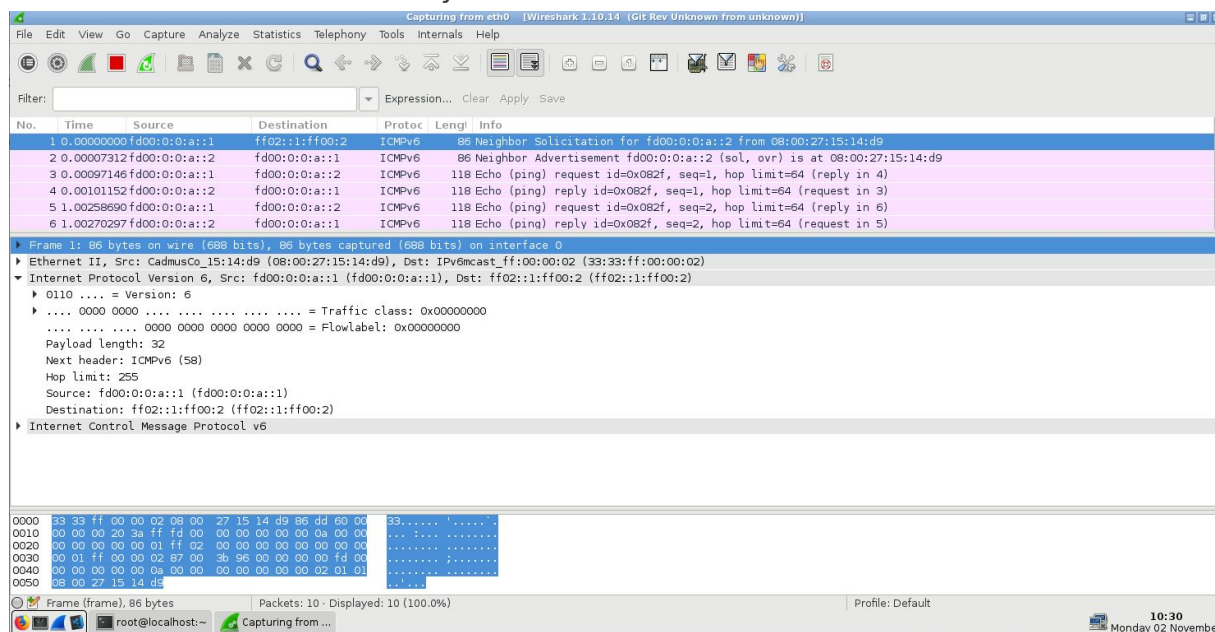 Capturing from eth0 [Wireshark 1.10.14 (Git Rev Unknown from unknown)]
File Edit View Go Capture Analyze Statistics Telephony Tools Internals Help
Filter: Expression... Clear Apply Save
No. Time Source Destination Protoc Lengt Info
1 0.00000000 fd00:0:0:a::1 ff02::1:ff00:2 ICMPv6 86 Neighbor Solicitation for fd00:0:0:a::2 from 08:00:27:15:14:d9
2 0.00007312 fd00:0:0:a::2 fd00:0:0:a::1 ICMPv6 86 Neighbor Advertisement fd00:0:0:a::2 (sol, ovr) is at 08:00:27:15:14:d9
3 0.00097146 fd00:0:0:a::1 fd00:0:0:a::2 ICMPv6 118 Echo (ping) request id=0x082f, seq=1, hop limit=64 (reply in 4)
4 0.00101152 fd00:0:0:a::2 fd00:0:0:a::1 ICMPv6 118 Echo (ping) reply id=0x082f, seq=1, hop limit=64 (request in 3)
5 1.00258690 fd00:0:0:a::1 fd00:0:0:a::2 ICMPv6 118 Echo (ping) request id=0x082f, seq=2, hop limit=64 (reply in 6)
6 1.00270297 fd00:0:0:a::2 fd00:0:0:a::1 ICMPv6 118 Echo (ping) reply id=0x082f, seq=2, hop limit=64 (request in 5)
Frame 1: 86 bytes on wire (688 bits), 86 bytes captured (688 bits) on interface 0
Ethernet II, Src: CadmusCo_15:14:d9 (08:00:27:15:14:d9), Dst: IPv6mcast_ff:00:00:02 (33:33:ff:00:00:02)
Internet Protocol Version 6, Src: fd00:0:0:a::1 (fd00:0:0:a::1), Dst: ff02::1:ff00:2 (ff02::1:ff00:2)
0110 .... = Version: 6
.... 0000 0000 .... .... .... .... .... = Traffic class: 0x00000000
.... .... .... 0000 0000 0000 0000 0000 = Flowlabel: 0x00000000
Payload length: 32
Next header: ICMPv6 (58)
Hop limit: 255
Source: fd00:0:0:a::1 (fd00:0:0:a::1)
Destination: ff02::1:ff00:2 (ff02::1:ff00:2)
Internet Control Message Protocol v6
0000 33 33 ff 00 00 02 08 00 27 15 14 d9 86 dd 60 00 33...... '.....`.
0010 00 00 00 20 3a ff fd 00 00 00 00 00 00 0a 00 00 ... :... ........
0020 00 00 00 00 00 01 ff 02 00 00 00 00 00 00 00 00 ........ ........
0030 00 01 ff 00 00 02 87 00 3b 96 00 00 00 00 fd 00 ........ ;.......
0040 00 00 00 00 00 0a 00 00 00 00 00 00 00 02 01 01 ........ ........
0050 08 00 27 15 14 d9 ..'...
Frame (frame), 86 bytes Packets: 10 · Displayed: 10 (100.0%) Profile: Default
root@localhost:~ Capturing from ... 10:30
Monday 02 November